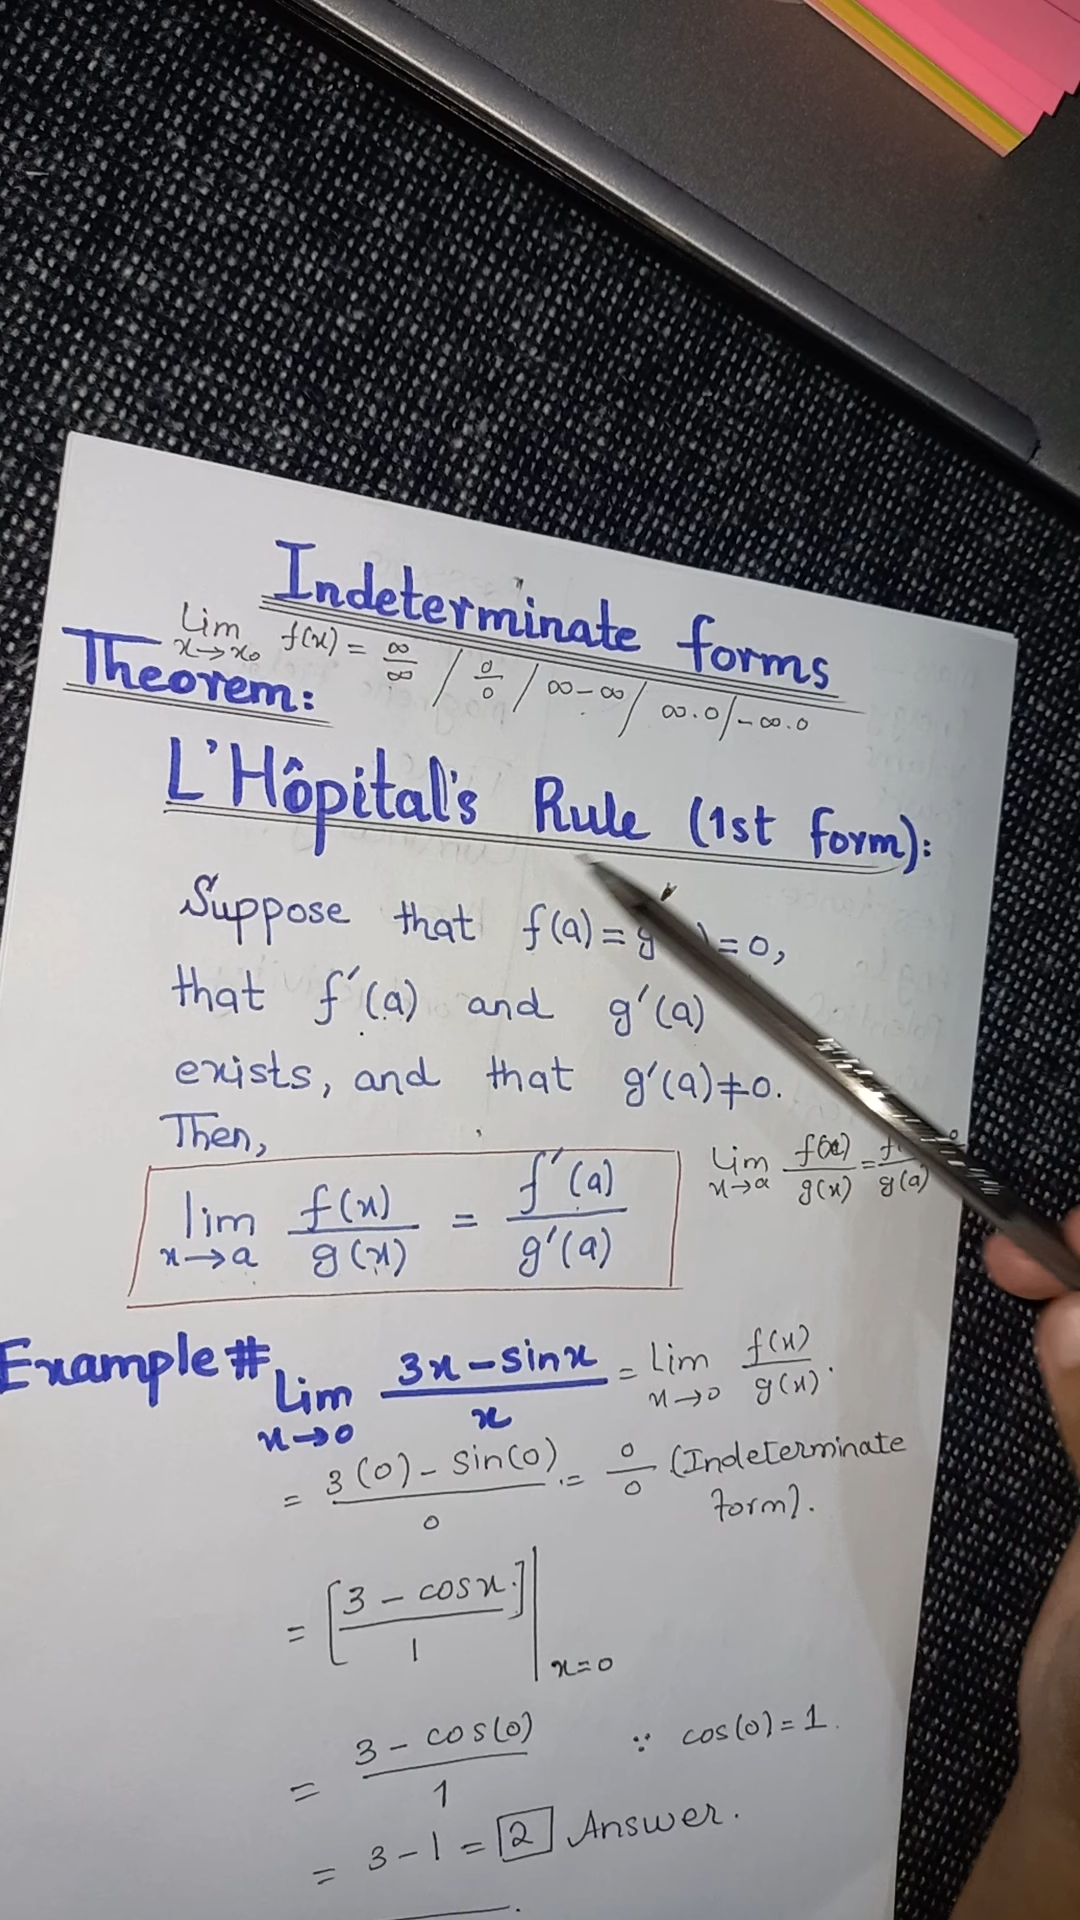 Indeterminate forms
Lim x→x₀ f(x) = ∞/∞ / 0/0 / ∞-∞ / ∞.0 / -∞.0
Theorem:
L'Hôpital's Rule (1st form):
Suppose that f(a) = g ) = 0,
that f'(a) and g'(a)
exists, and that g'(a)≠0.
Then,
lim x→a f(x)/g(x) = f'(a)/g'(a)
Lim x→a f(x)/g(x) = f /g(a)
Example# Lim x→0 3x-sinx/x = Lim x→0 f(x)/g(x).
= 3(0)-sin(0)/0 = 0/0 (Indeterminate
form).
= [3-cosx/1]|x=0
= 3-cos(0)/1 ∵ cos(0)=1.
= 3-1 = 2 Answer.